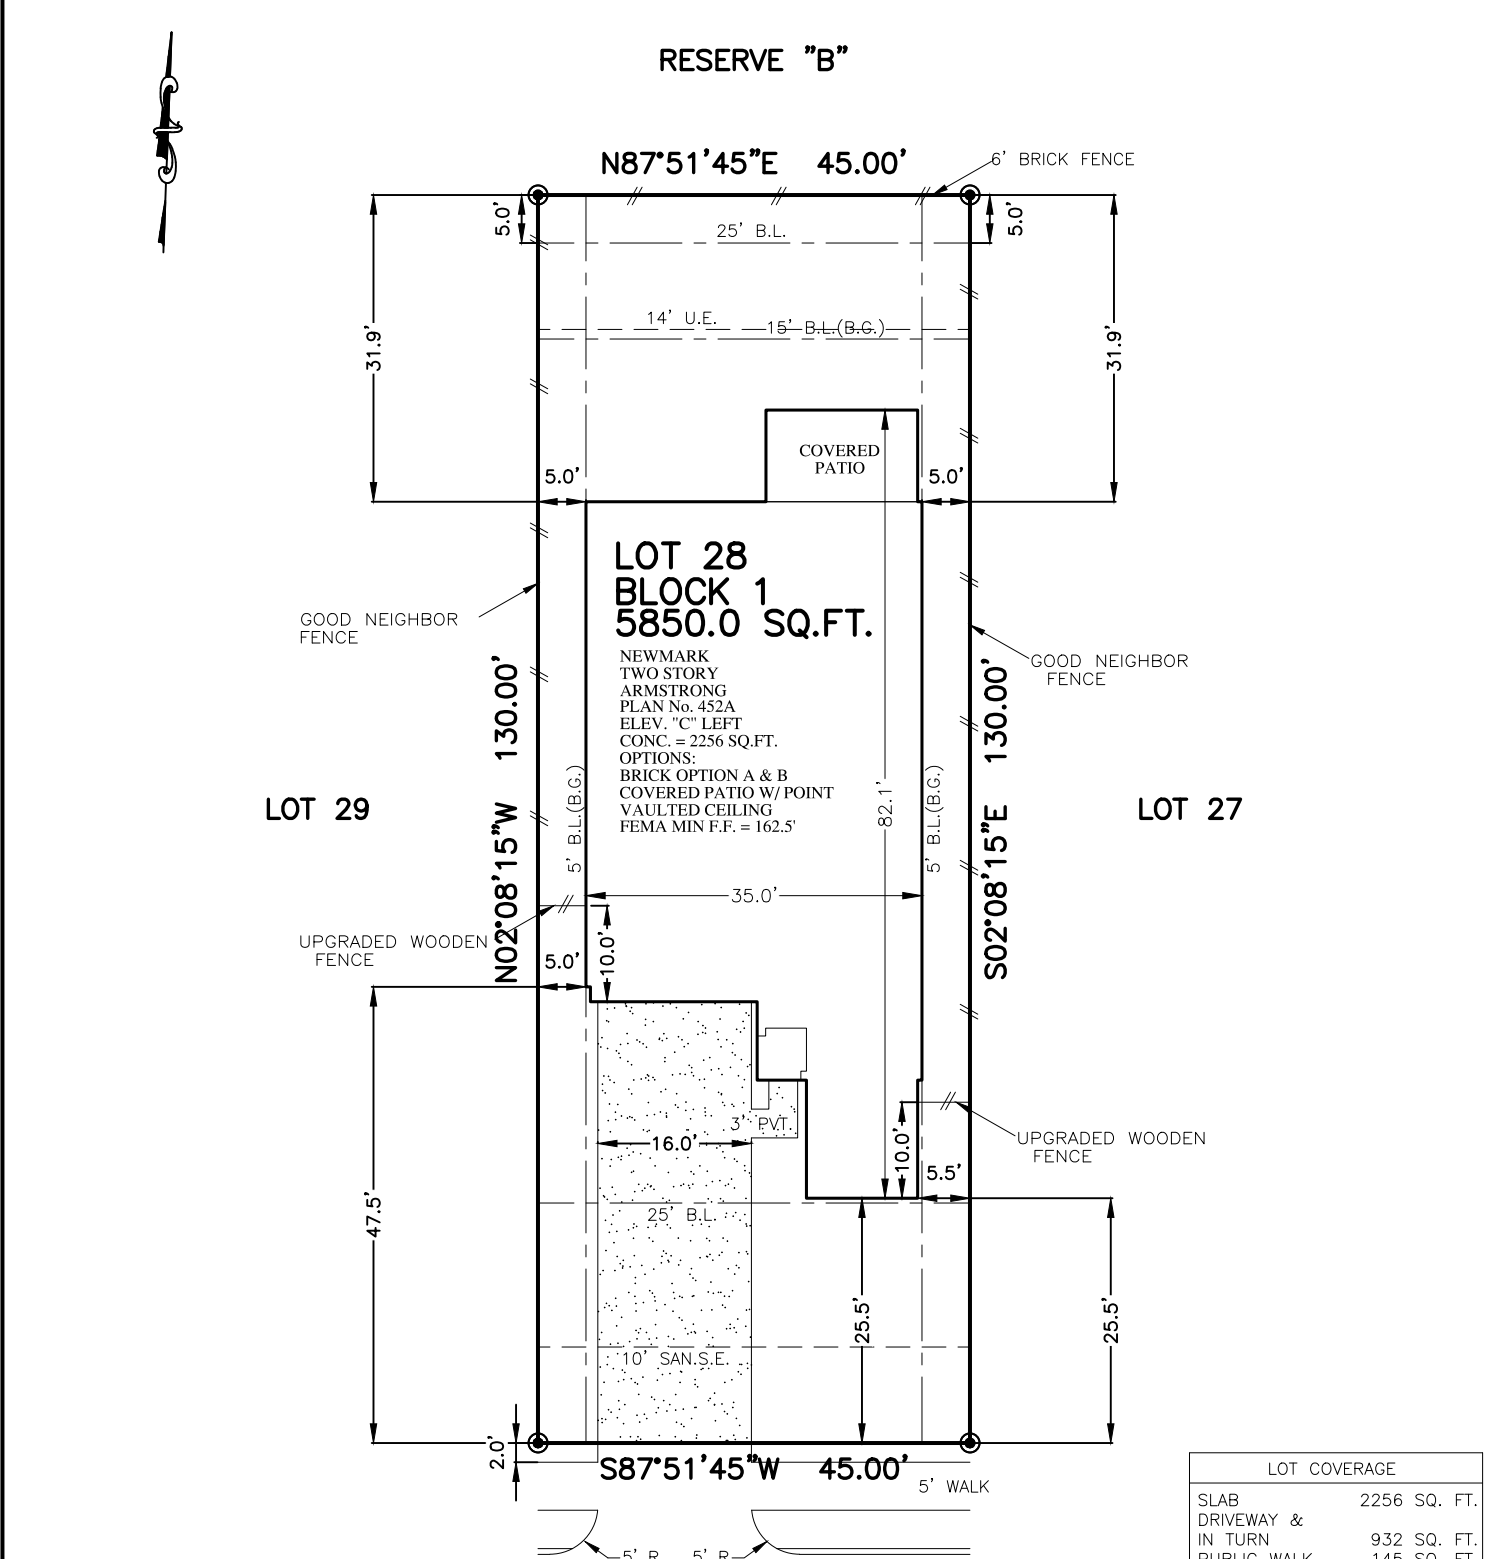 RESERVE "B"
N87°51'45"E 45.00'
6' BRICK FENCE
5.0'
5.0'
25' B.L.
14' U.E.
15' B.L.(B.G.)
31.9'
31.9'
COVERED
PATIO
5.0'
5.0'
LOT 28
BLOCK 1
5850.0 SQ.FT.
GOOD NEIGHBOR
FENCE
GOOD NEIGHBOR
FENCE
NEWMARK
TWO STORY
ARMSTRONG
PLAN No. 452A
ELEV. "C" LEFT
CONC. = 2256 SQ.FT.
OPTIONS:
BRICK OPTION A & B
COVERED PATIO W/ POINT
VAULTED CEILING
FEMA MIN F.F. = 162.5'
N02°08'15"W 130.00'
S02°08'15"E 130.00'
5' B.L.(B.G.)
5' B.L.(B.G.)
82.1'
LOT 29
LOT 27
35.0'
UPGRADED WOODEN
FENCE
5.0'
10.0'
3' PVT.
16.0'
10.0'
UPGRADED WOODEN
FENCE
5.5'
47.5'
25' B.L.
25.5'
25.5'
10' SAN.S.E.
2.0'
S87°51'45"W 45.00'
5' WALK
5' R
5' R
LOT COVERAGE
SLAB 2256 SQ. FT.
DRIVEWAY &
IN TURN 932 SQ. FT.
PUBLIC WALK 145 SQ. FT.